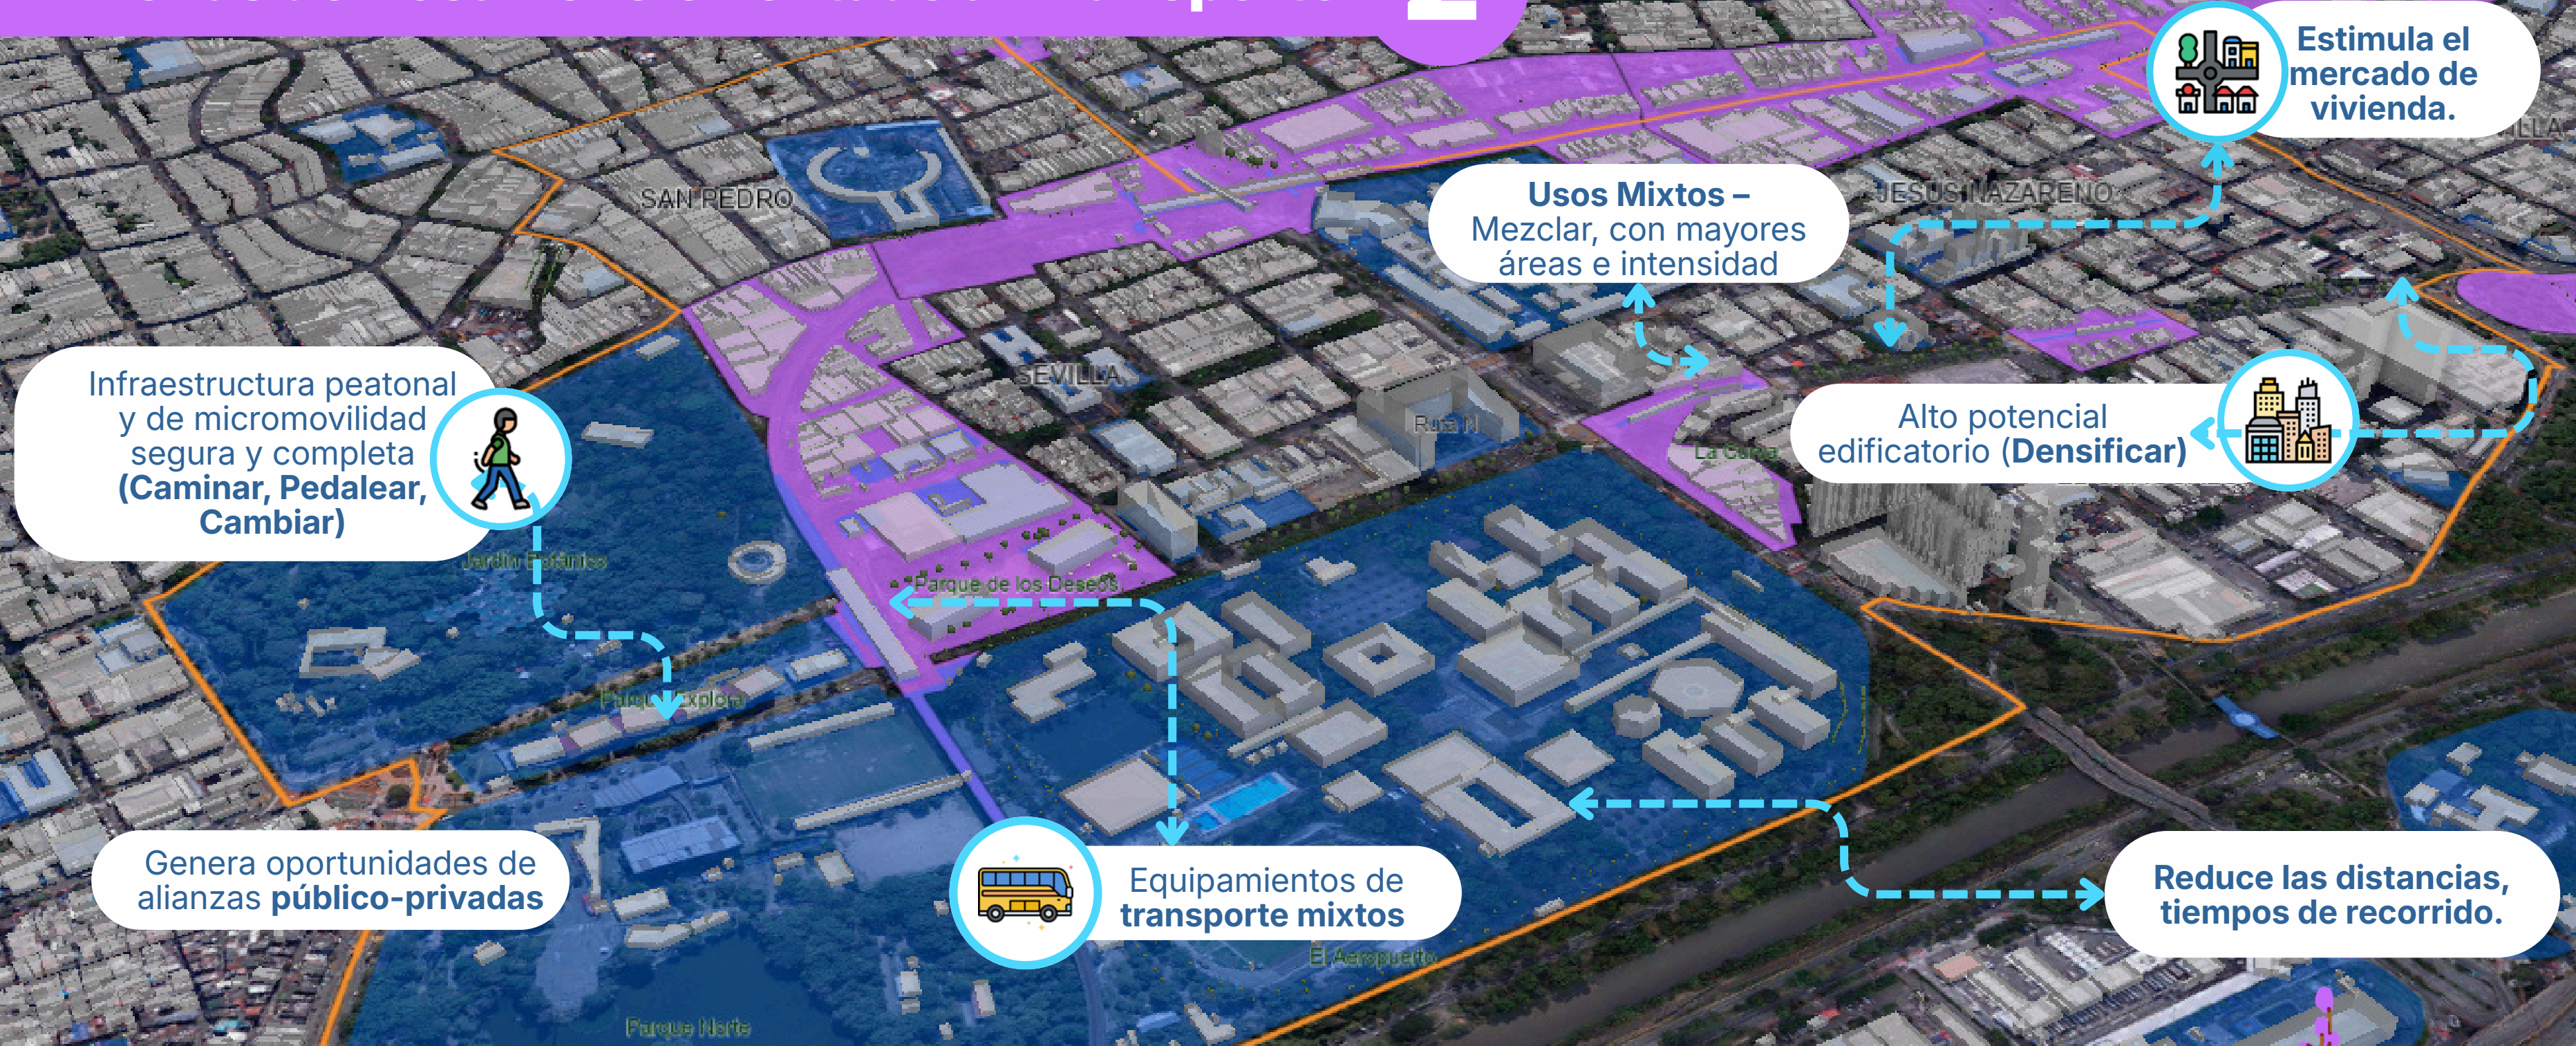 Estimula el
mercado de
vivienda.
SAN PEDRO
JESÚS NAZARENO
Usos Mixtos –
Mezclar, con mayores
áreas e intensidad
SEVILLA
Ruta N
Infraestructura peatonal
y de micromovilidad
segura y completa
(Caminar, Pedalear,
Cambiar)
Alto potencial
edificatorio (Densificar)
Jardín Botánico
Parque de los Deseos
Parque Explora
Genera oportunidades de
alianzas público-privadas
Equipamientos de
transporte mixtos
Reduce las distancias,
tiempos de recorrido.
El Aeropuerto
Parque Norte